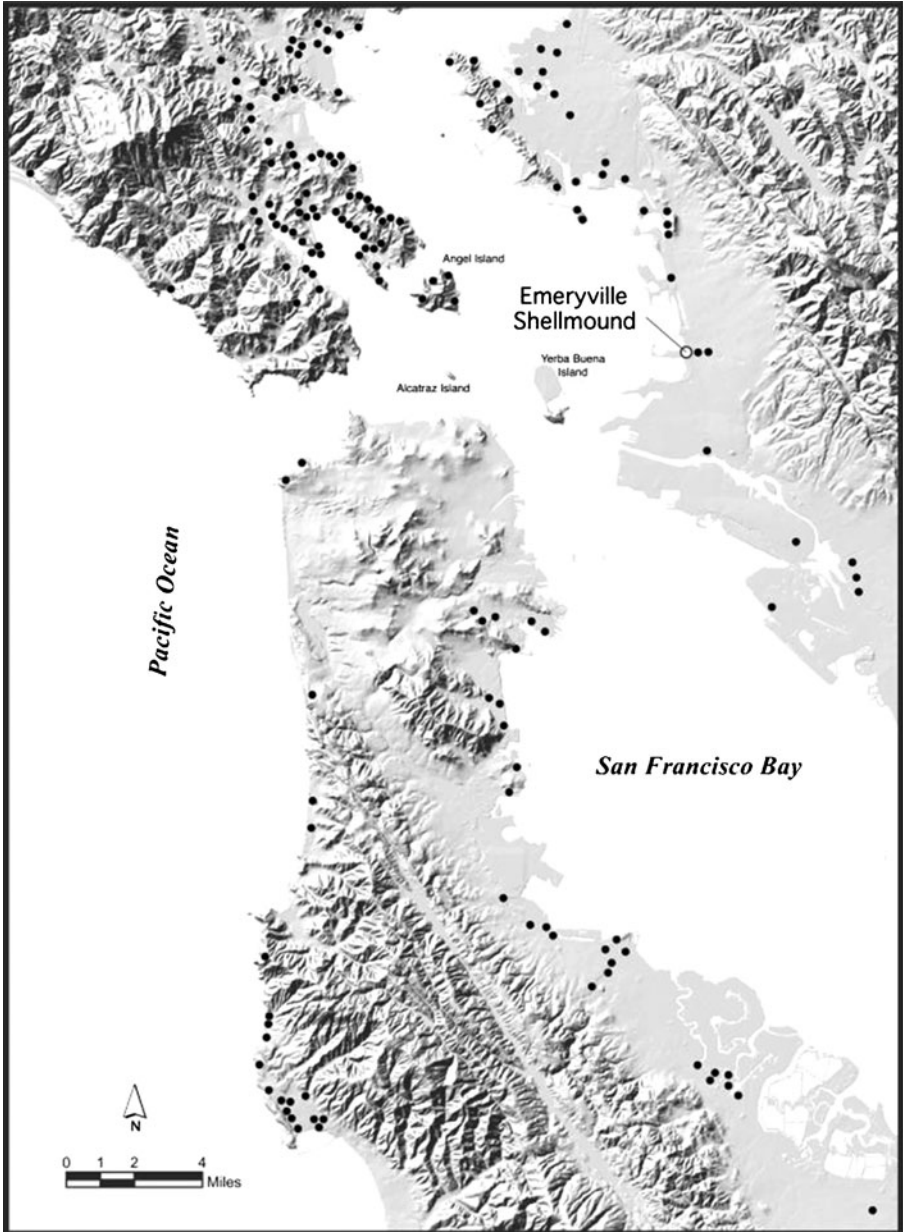 Angel Island
Emeryville
Shellmound
Yerba Buena
Island
Alcatraz Island
Pacific Ocean
San Francisco Bay
N
0 1 2 4
Miles